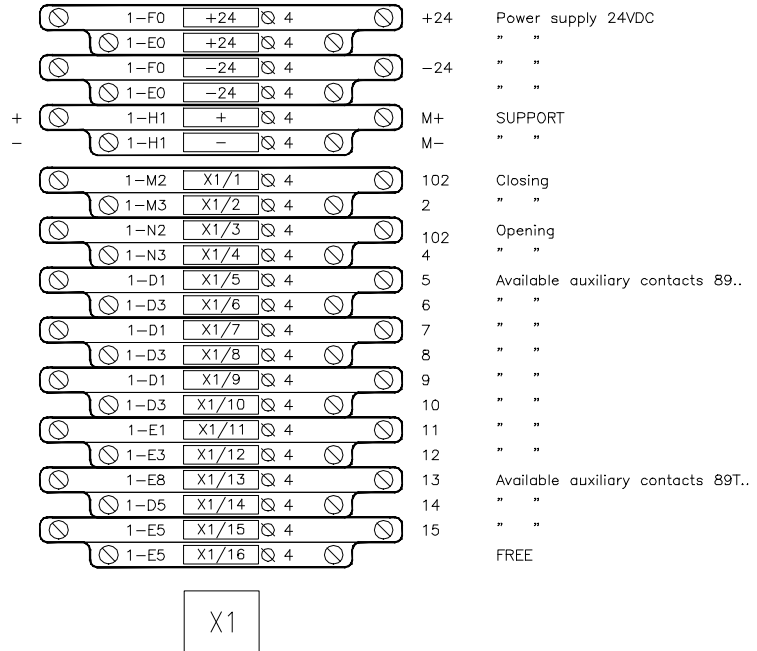 1-F0 +24 4 +24 Power supply 24VDC
1-E0 +24 4 " "
1-F0 -24 4 -24 " "
1-E0 -24 4 " "
+ 1-H1 + 4 M+ SUPPORT
- 1-H1 - 4 M- " "
1-M2 X1/1 4 102 Closing
1-M3 X1/2 4 2 " "
1-N2 X1/3 4 102 Opening
1-N3 X1/4 4 4 " "
1-D1 X1/5 4 5 Available auxiliary contacts 89..
1-D3 X1/6 4 6 " "
1-D1 X1/7 4 7 " "
1-D3 X1/8 4 8 " "
1-D1 X1/9 4 9 " "
1-D3 X1/10 4 10 " "
1-E1 X1/11 4 11 " "
1-E3 X1/12 4 12 " "
1-E8 X1/13 4 13 Available auxiliary contacts 89T..
1-D5 X1/14 4 14 " "
1-E5 X1/15 4 15 " "
1-E5 X1/16 4 FREE
X1